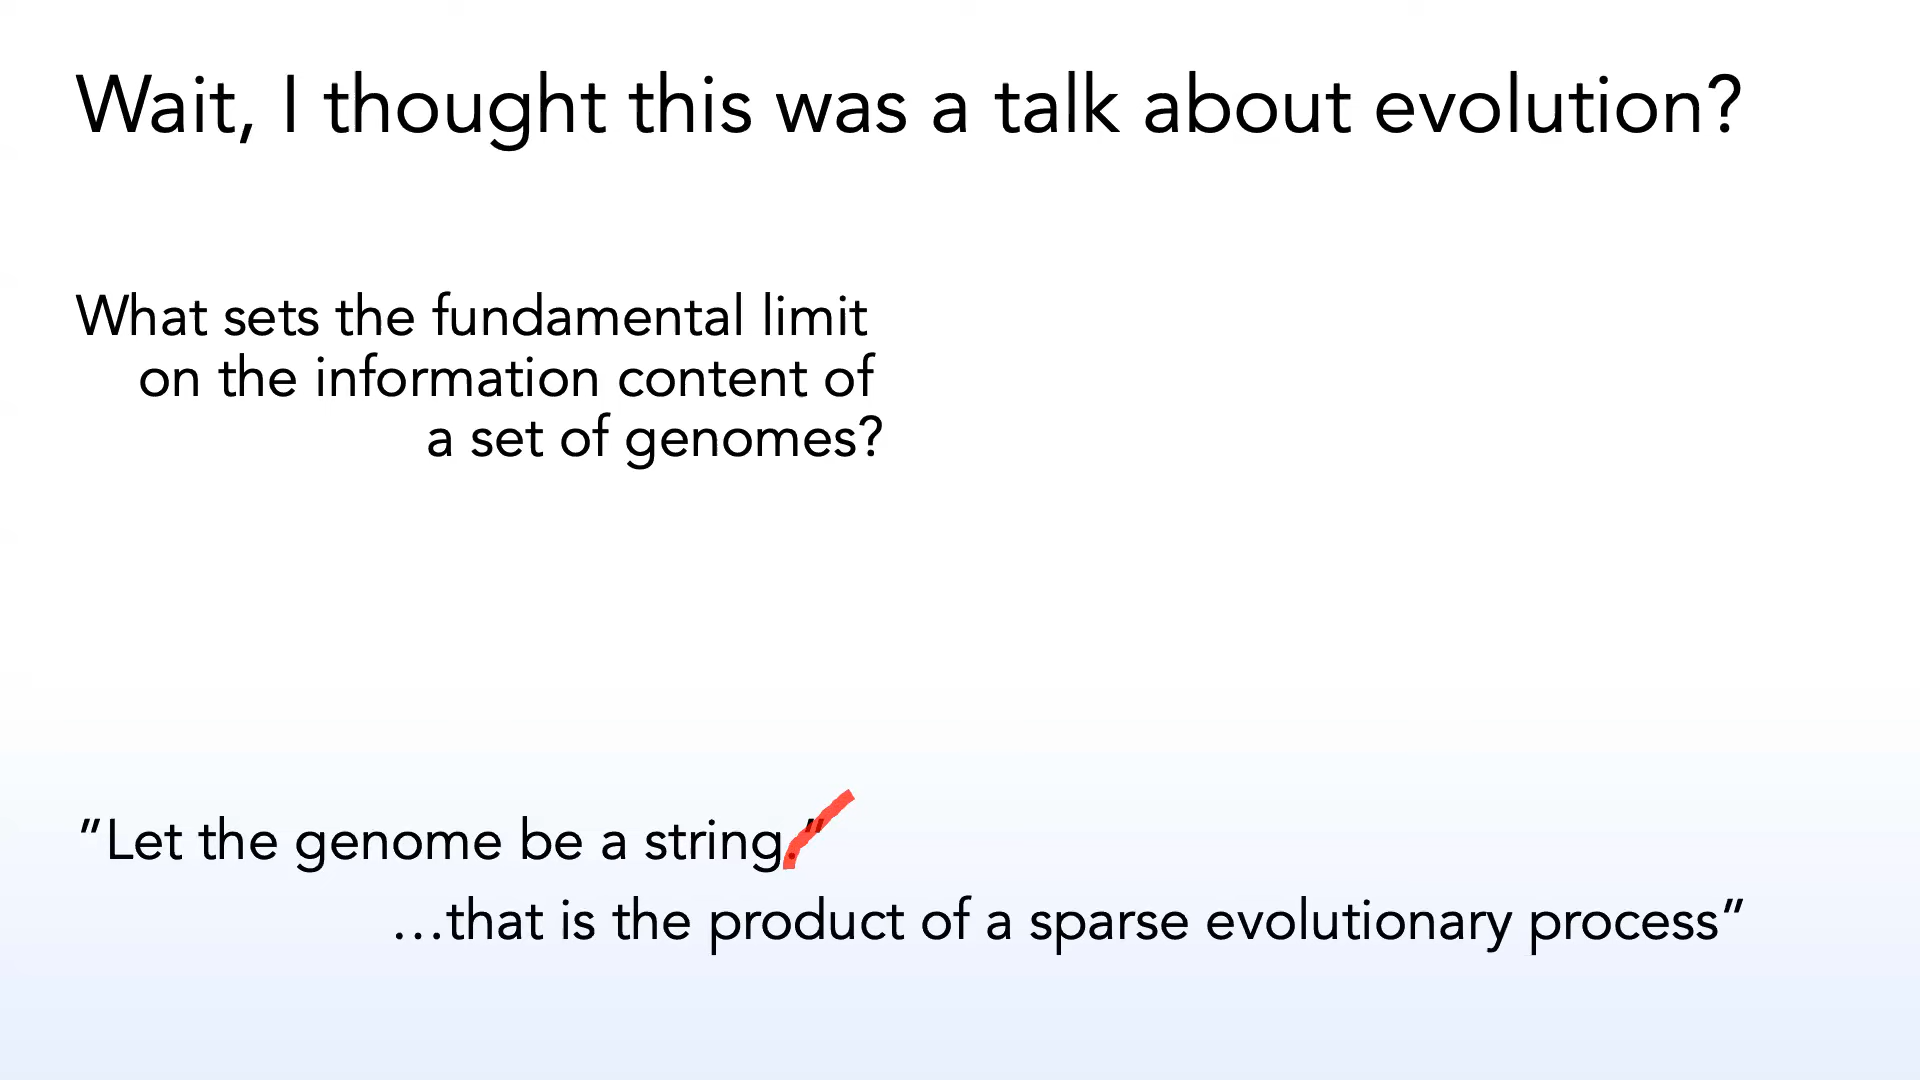 Wait, I thought this was a talk about evolution?
What sets the fundamental limit
on the information content of
a set of genomes?
”Let the genome be a string.”
…that is the product of a sparse evolutionary process”